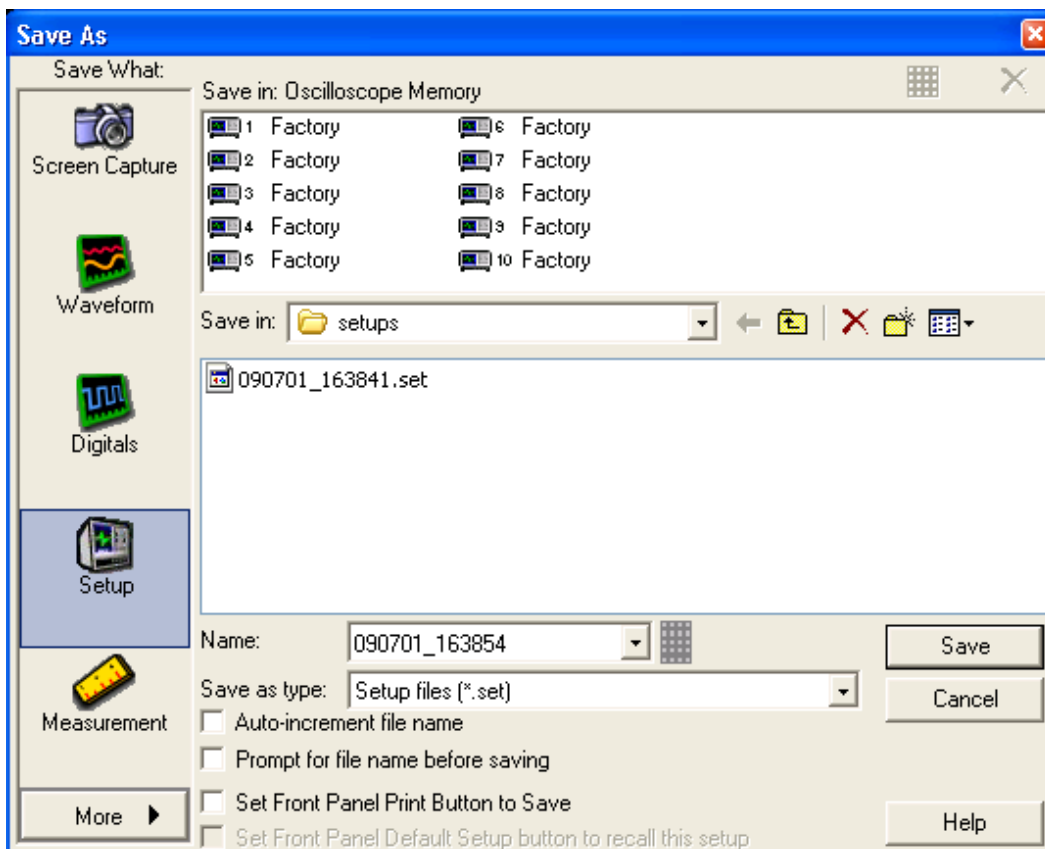 Save As
Save What:
Screen Capture
Waveform
Digitals
Setup
Measurement
More
Save in: Oscilloscope Memory
1 Factory
2 Factory
3 Factory
4 Factory
5 Factory
6 Factory
7 Factory
8 Factory
9 Factory
10 Factory
Save in: setups
090701_163841.set
Name: 090701_163854
Save as type: Setup files (*.set)
Auto-increment file name
Prompt for file name before saving
Set Front Panel Print Button to Save
Set Front Panel Default Setup button to recall this setup
Save
Cancel
Help